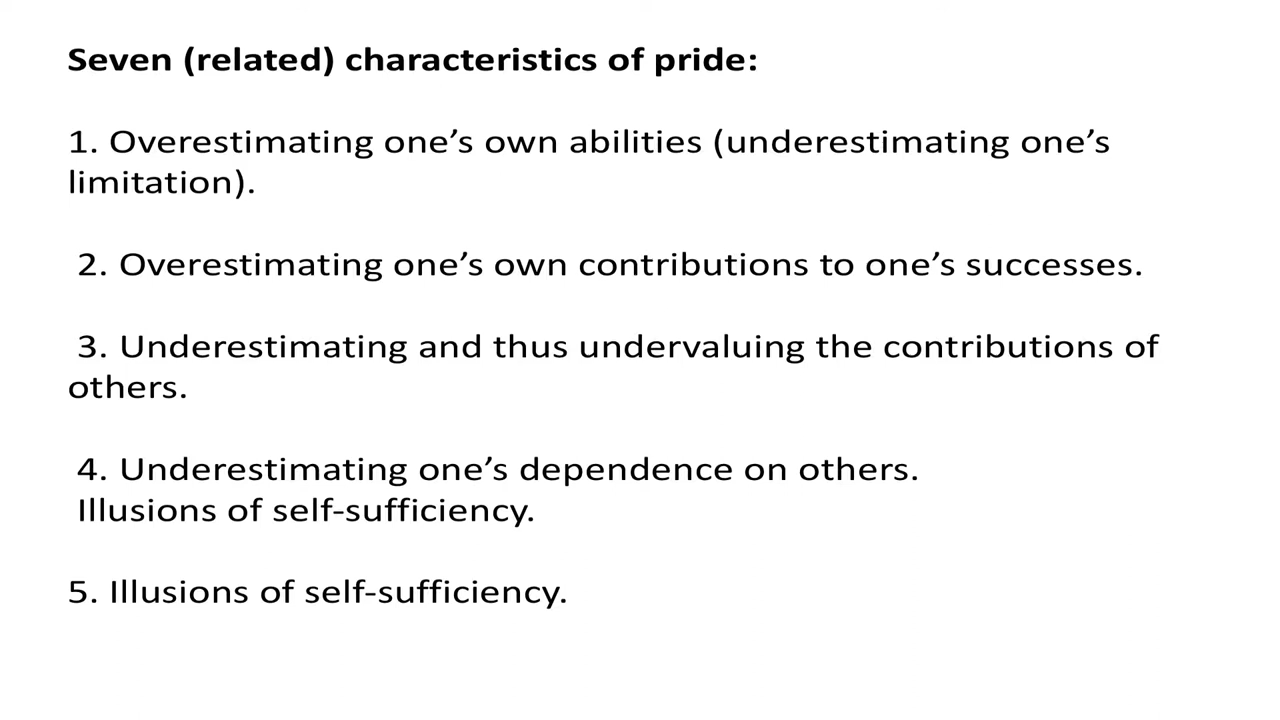 Seven (related) characteristics of pride:
1. Overestimating one’s own abilities (underestimating one’s
limitation).
2. Overestimating one’s own contributions to one’s successes.
3. Underestimating and thus undervaluing the contributions of
others.
4. Underestimating one’s dependence on others.
Illusions of self-sufficiency.
5. Illusions of self-sufficiency.